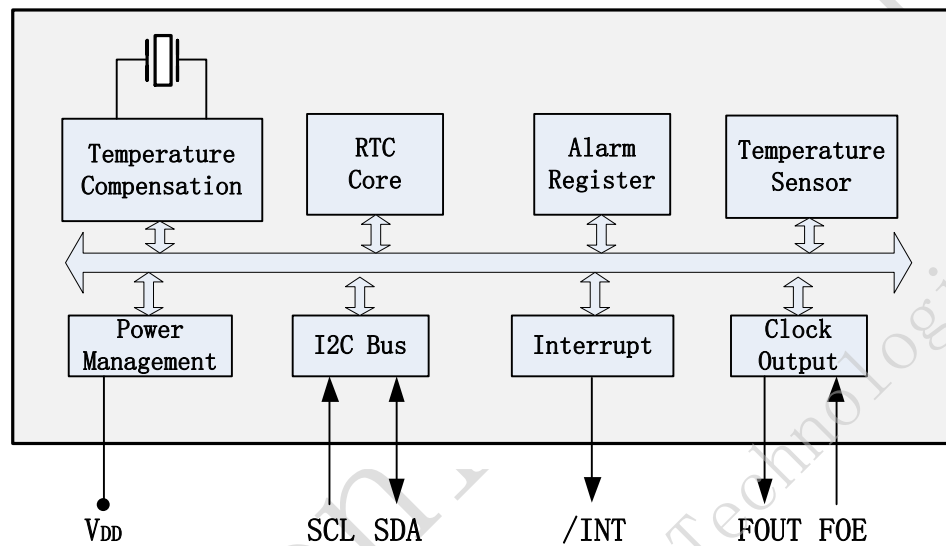 Temperature
Compensation
RTC
Core
Alarm
Register
Temperature
Sensor
Power
Management
I2C Bus
Interrupt
Clock
Output
VDD
SCL SDA
/INT
FOUT FOE
Technologi